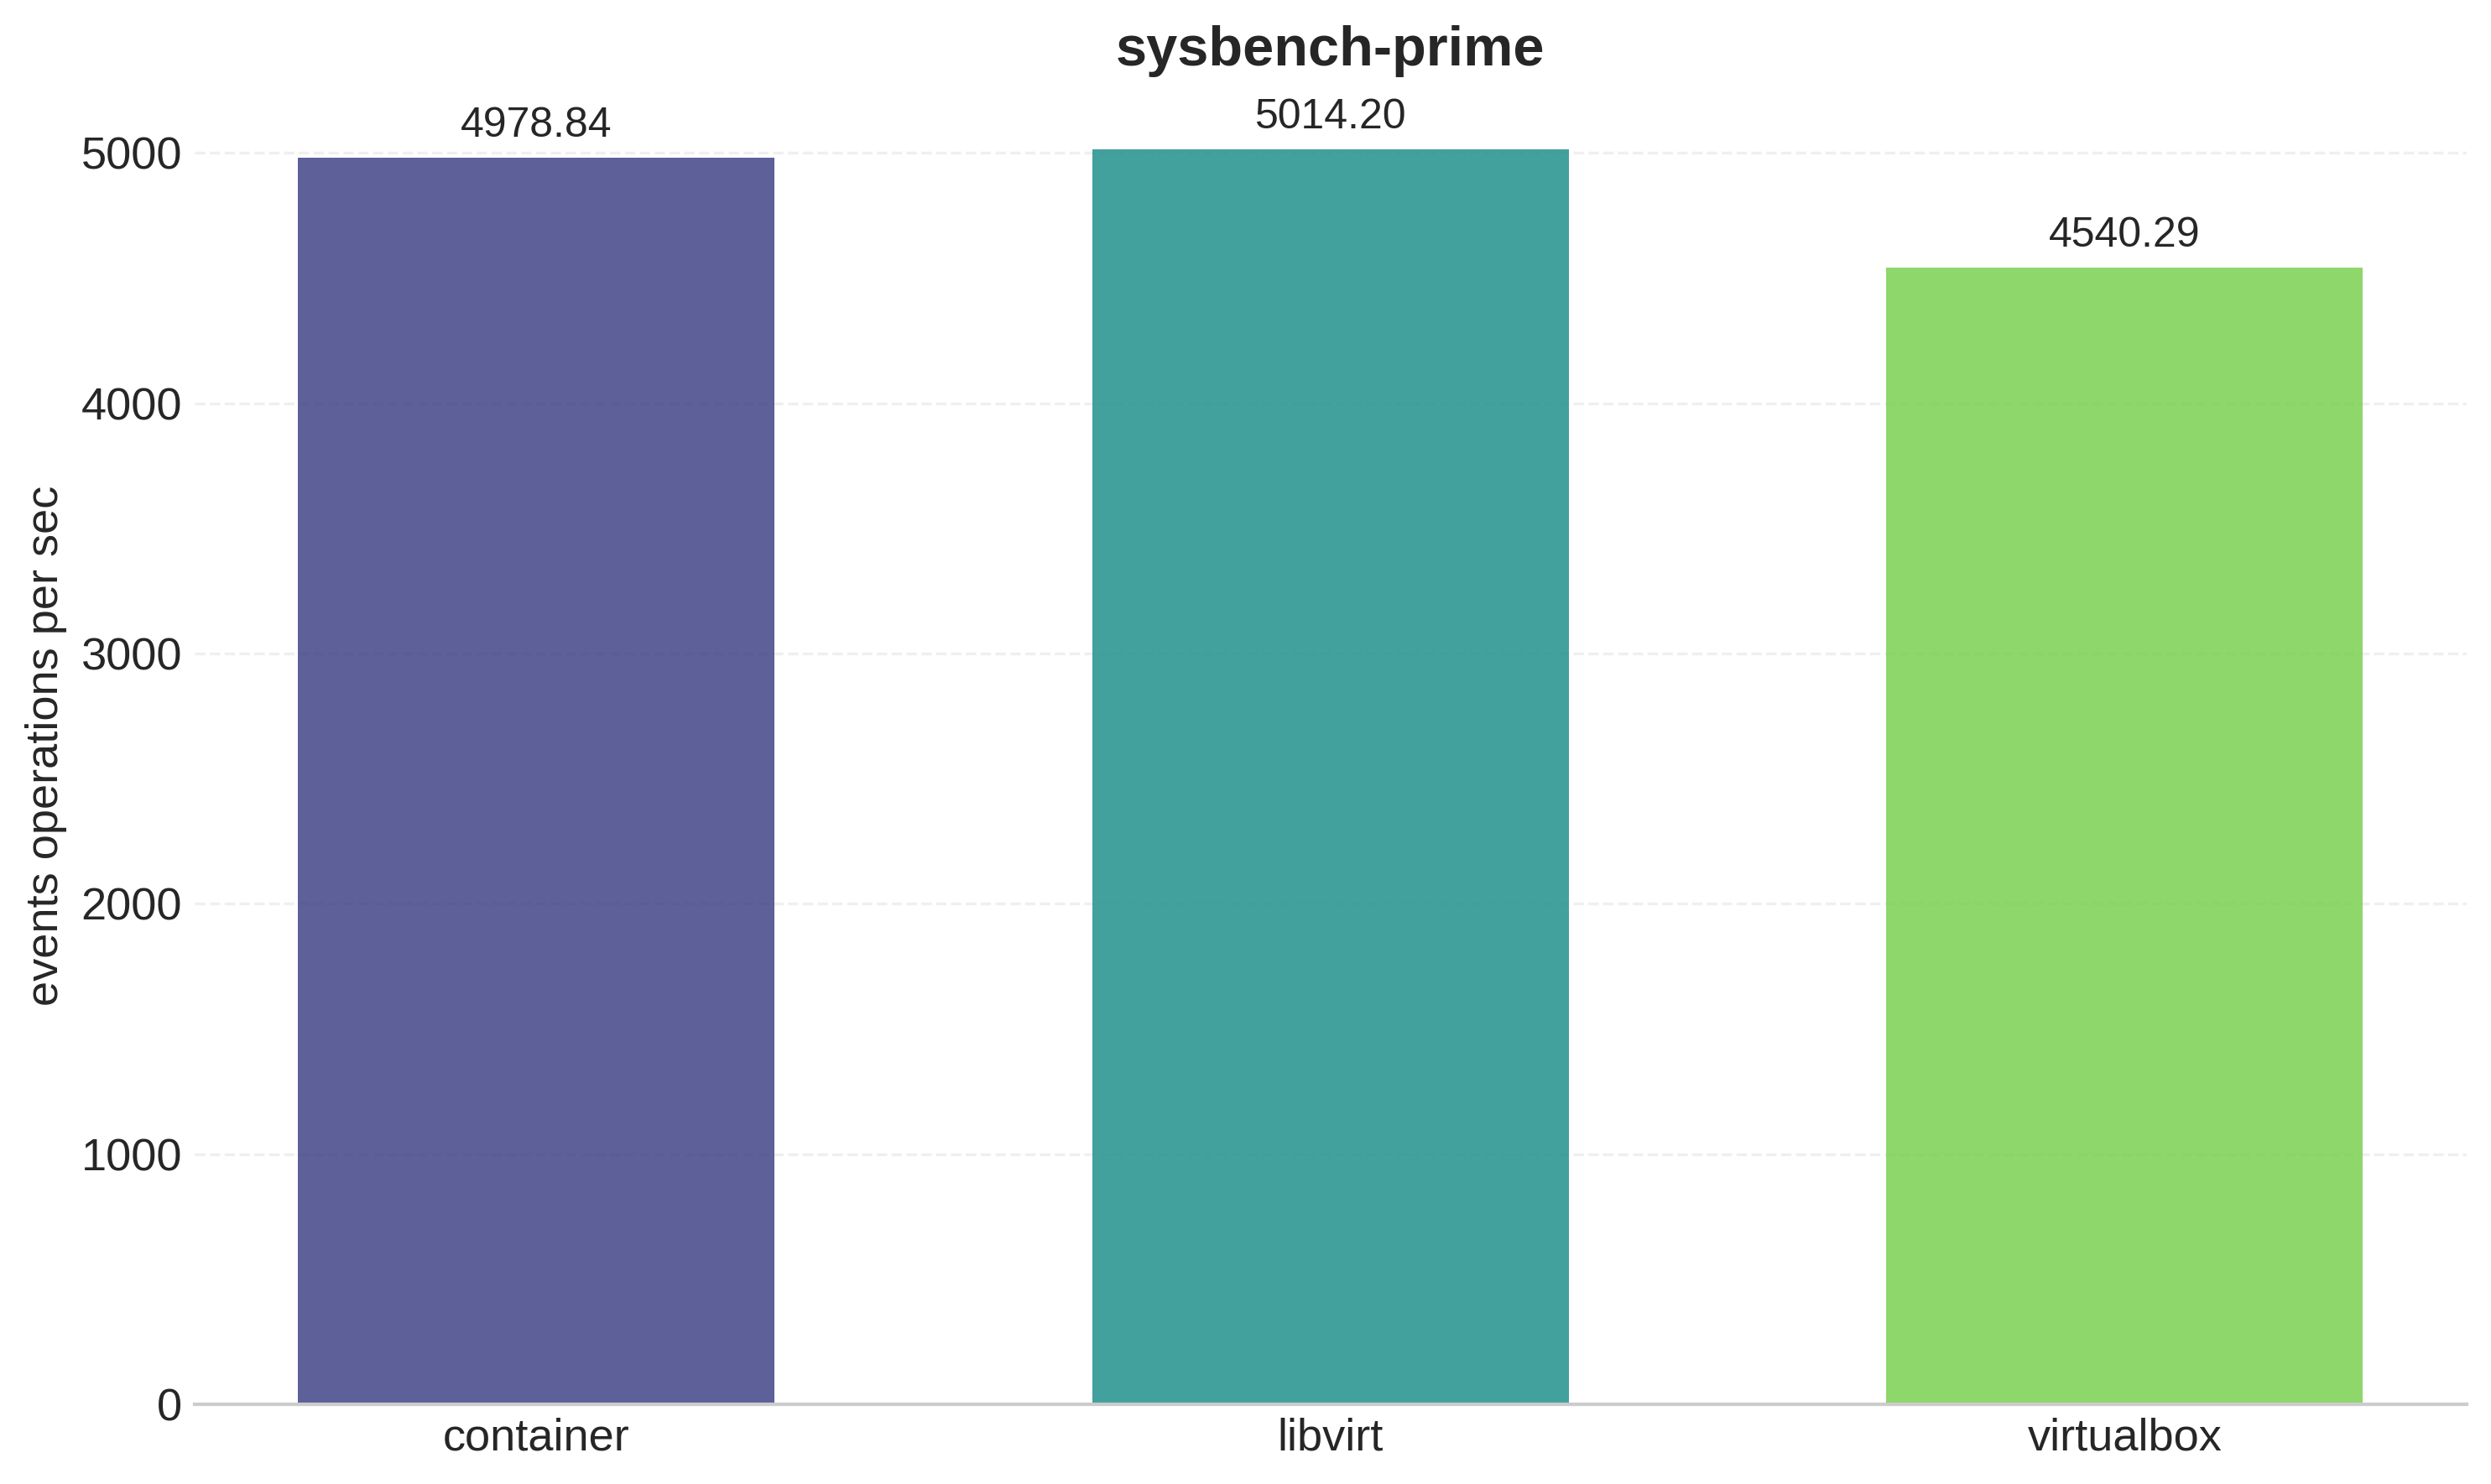 sysbench-prime
4978.84
5014.20
4540.29
events operations per sec
5000
4000
3000
2000
1000
0
container
libvirt
virtualbox